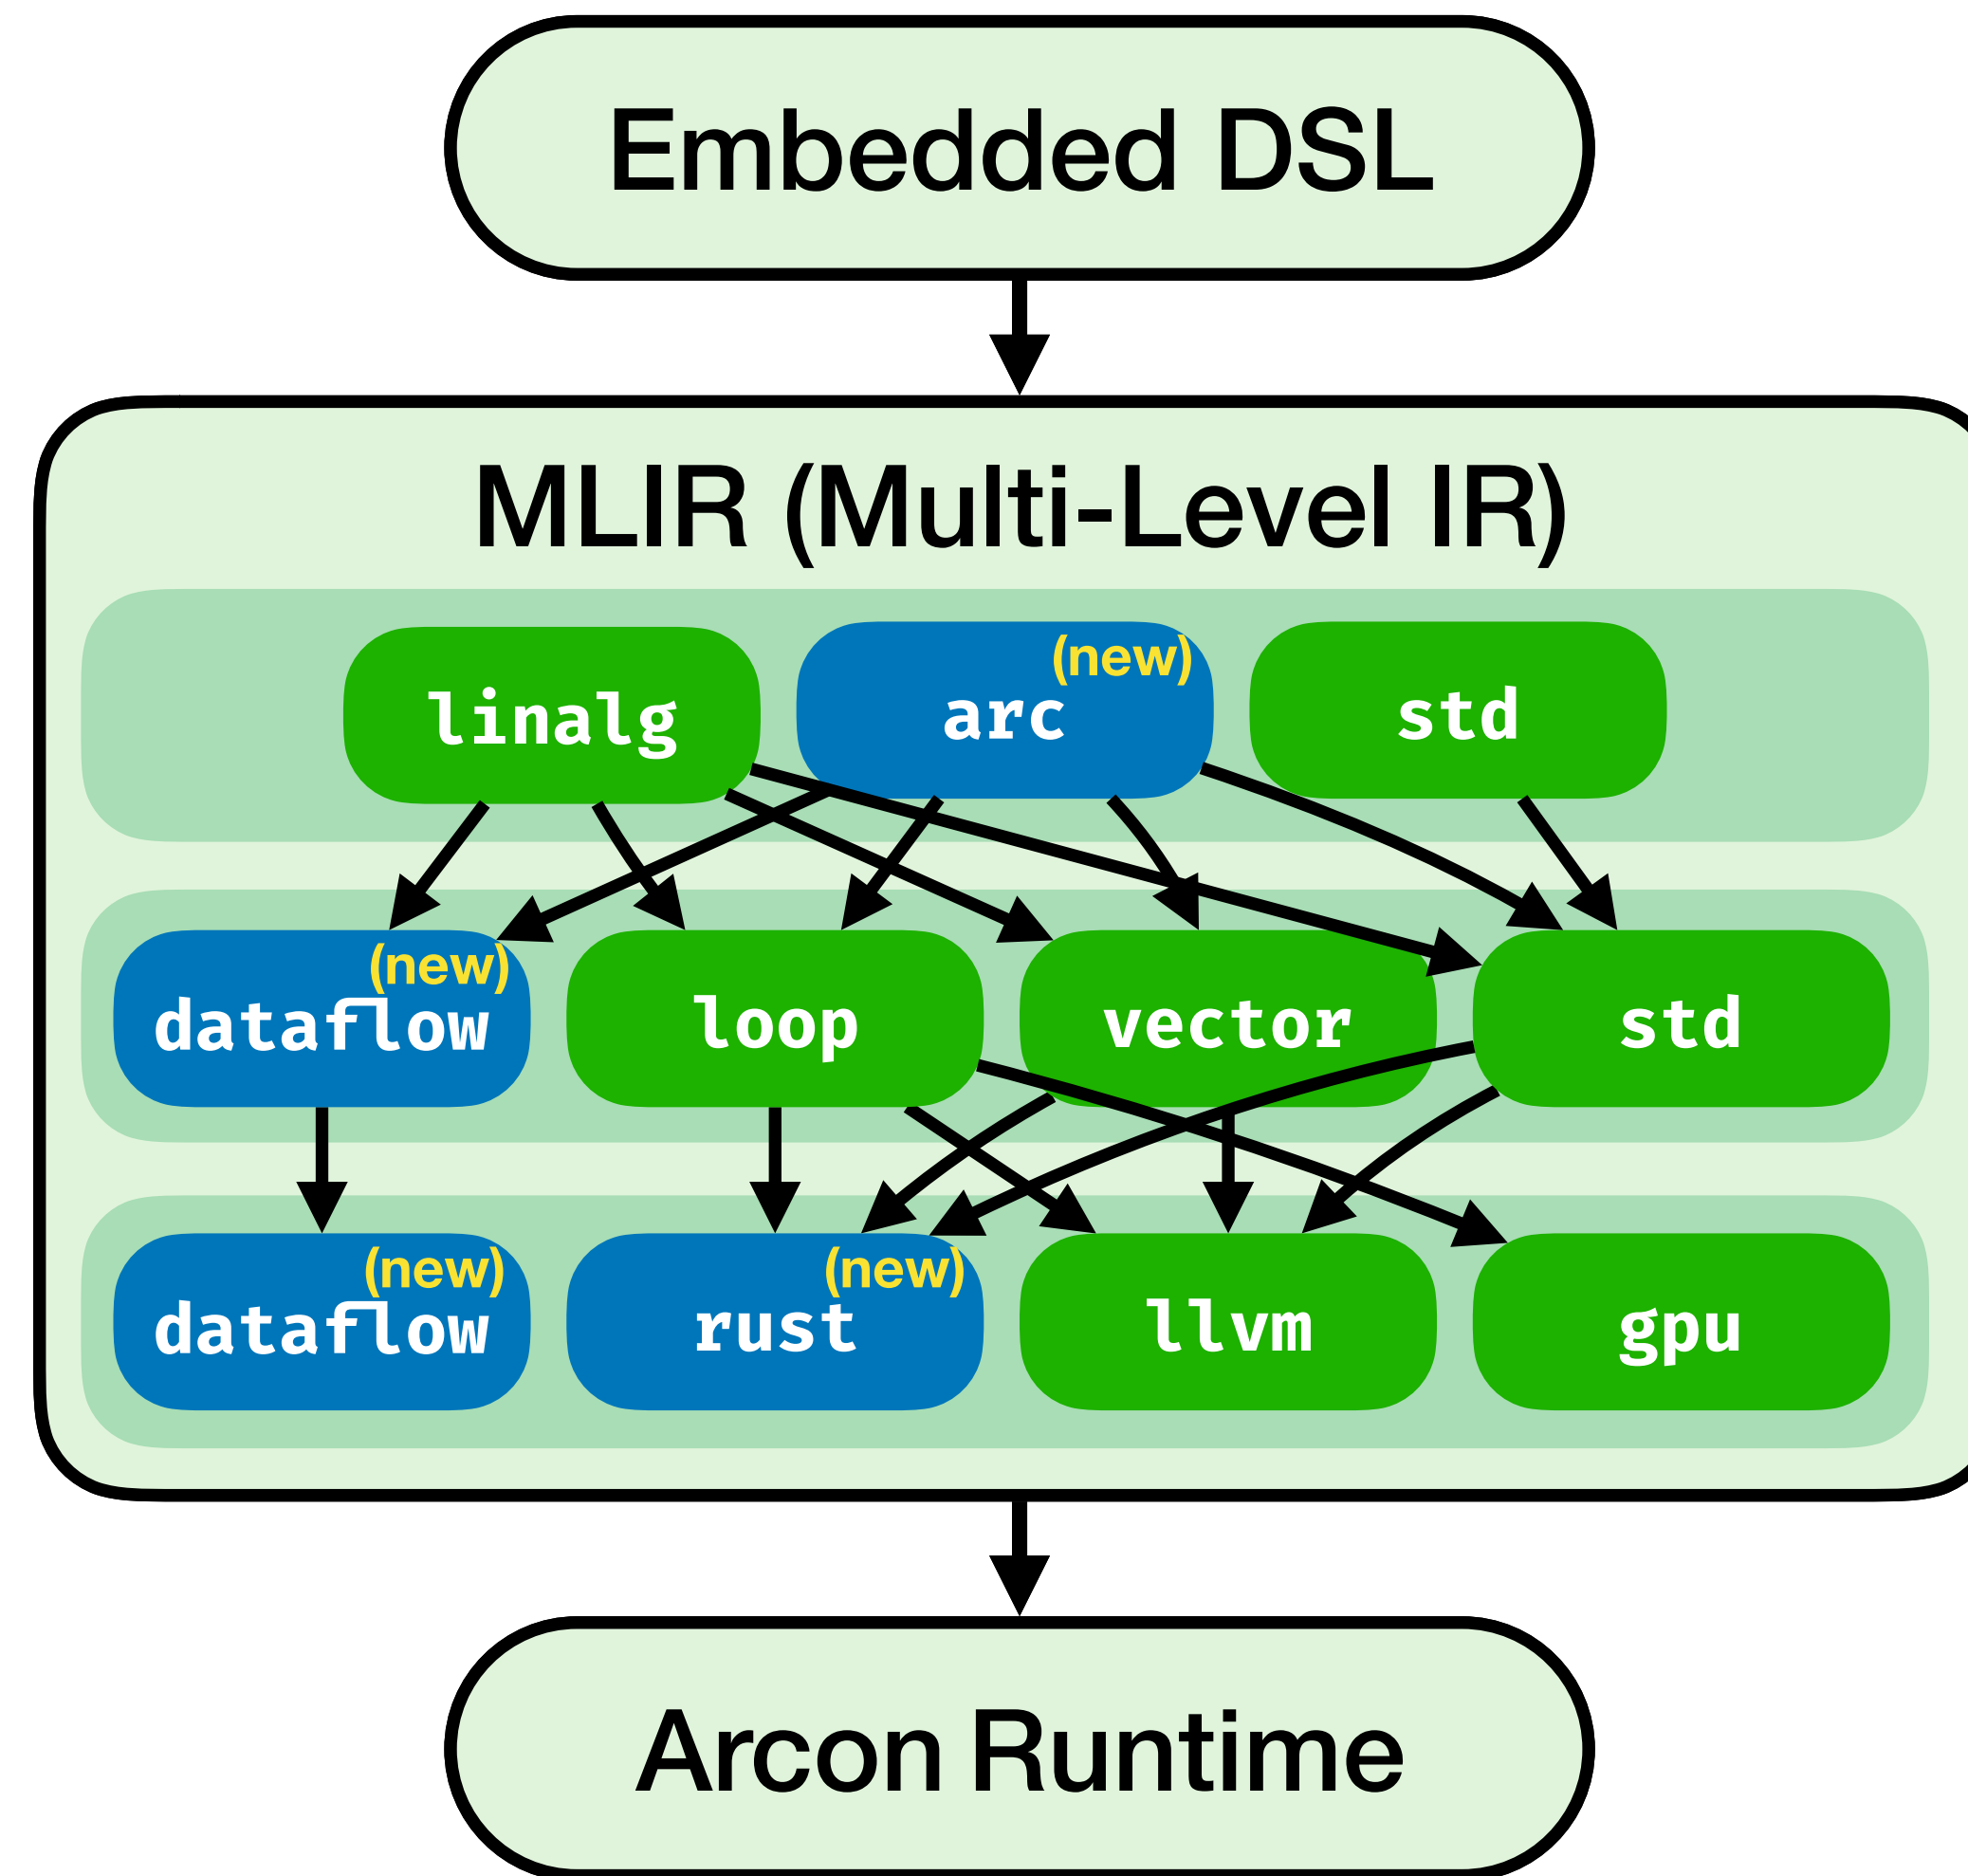 Embedded DSL
MLIR (Multi-Level IR)
linalg
(new)
arc
std
(new)
dataflow
loop
vector
std
(new)
dataflow
(new)
rust
llvm
gpu
Arcon Runtime